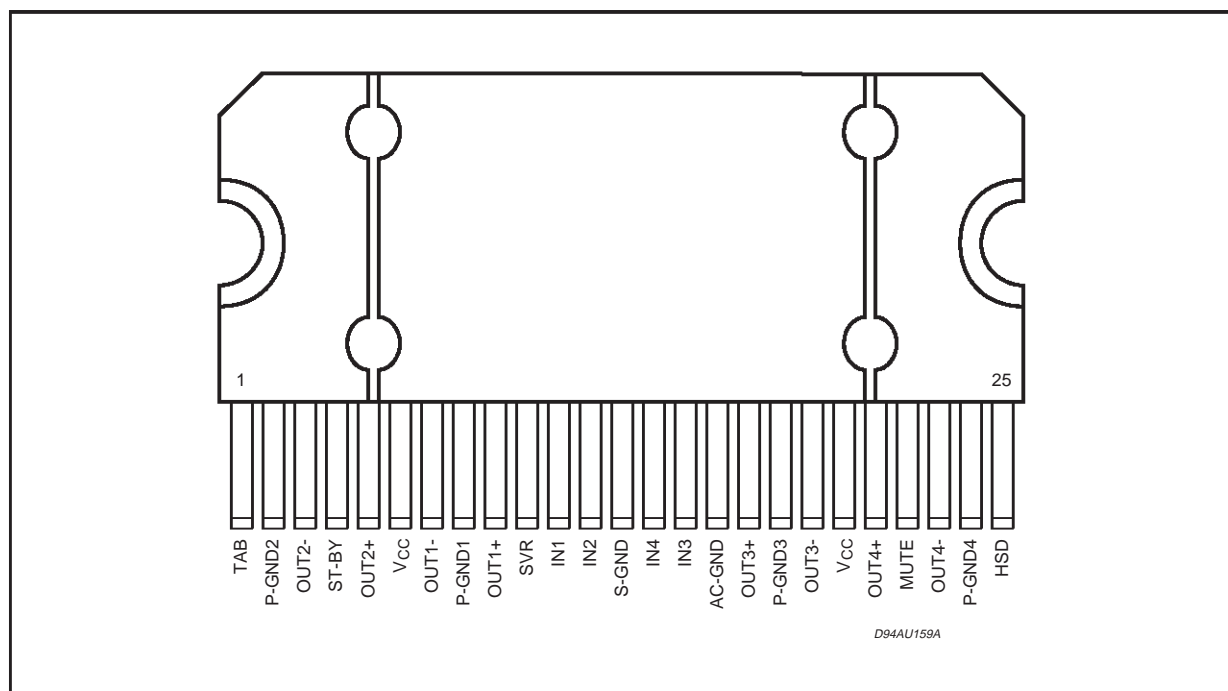 1
25
TAB
P-GND2
OUT2-
ST-BY
OUT2+
VCC
OUT1-
P-GND1
OUT1+
SVR
IN1
IN2
S-GND
IN4
IN3
AC-GND
OUT3+
P-GND3
OUT3-
VCC
OUT4+
MUTE
OUT4-
P-GND4
HSD
D94AU159A